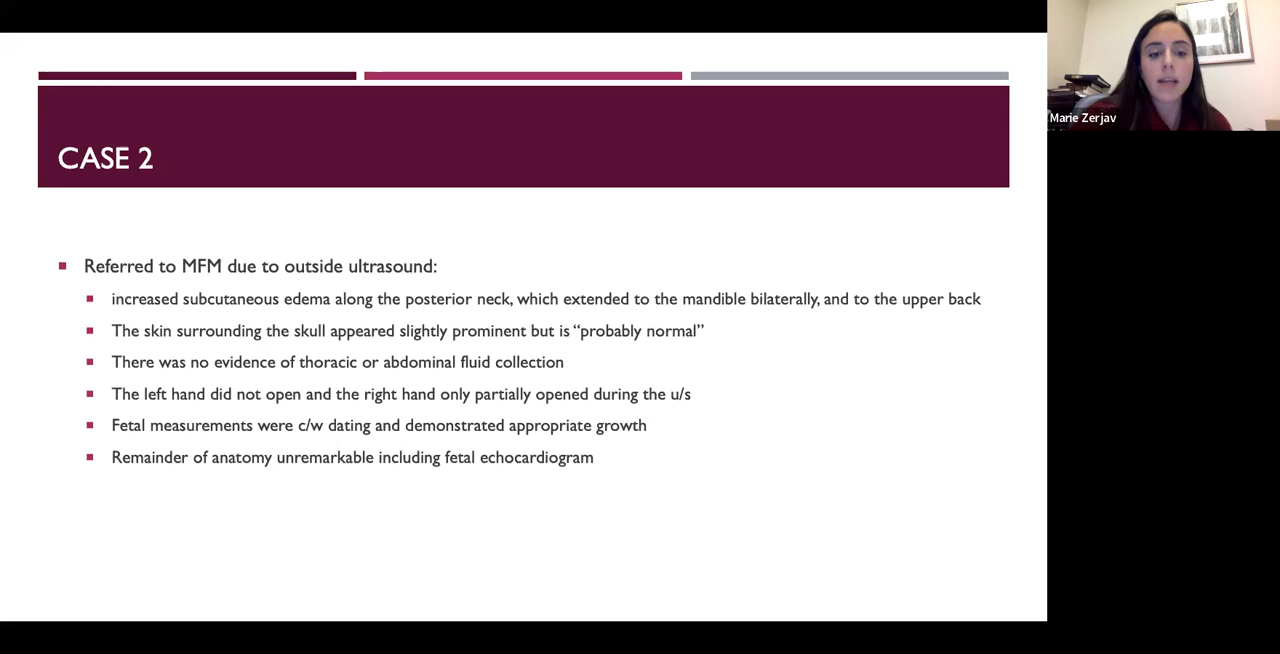 CASE 2
Referred to MFM due to outside ultrasound:
increased subcutaneous edema along the posterior neck, which extended to the mandible bilaterally, and to the upper back
The skin surrounding the skull appeared slightly prominent but is “probably normal”
There was no evidence of thoracic or abdominal fluid collection
The left hand did not open and the right hand only partially opened during the u/s
Fetal measurements were c/w dating and demonstrated appropriate growth
Remainder of anatomy unremarkable including fetal echocardiogram
Marie Zerjav